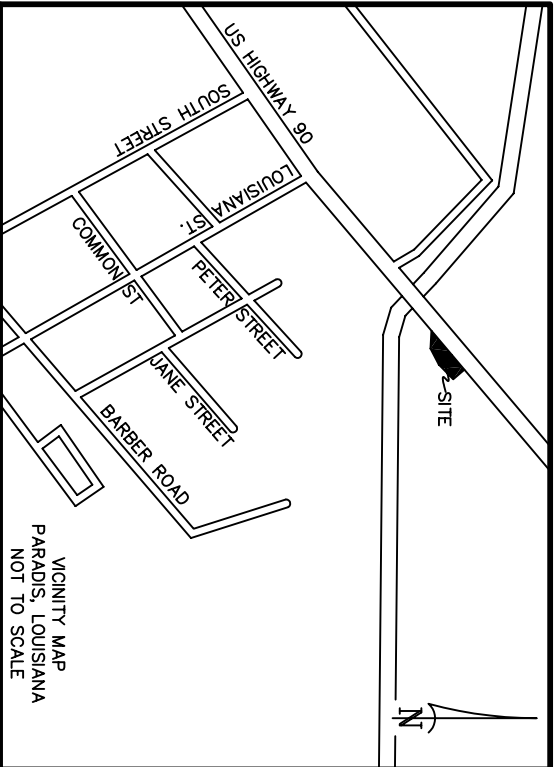 US HIGHWAY 90
SOUTH STREET
LOUISIANA ST.
COMMON ST
PETER STREET
JANE STREET
BARBER ROAD
SITE
N
VICINITY MAP
PARADIS, LOUISIANA
NOT TO SCALE